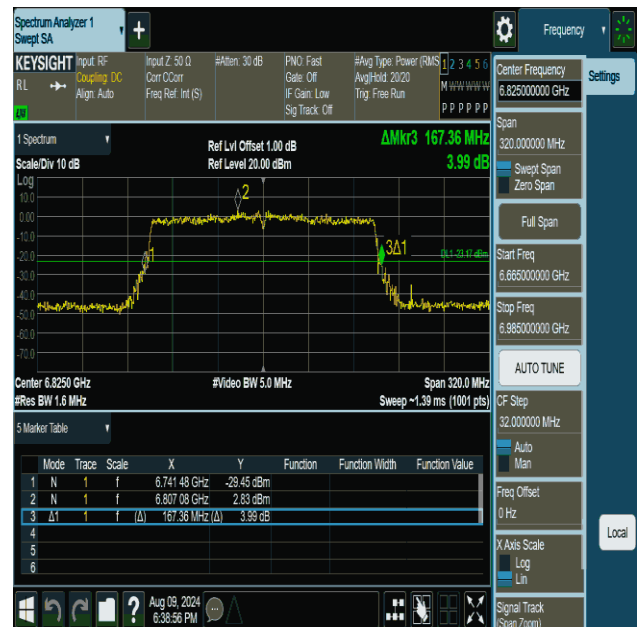 Spectrum Analyzer 1
Swept SA
+
Frequency
KEYSIGHT
RL
Input: RF
Coupling: DC
Align: Auto
Input Z: 50 Ω
Corr CCorr
Freq Ref: Int (S)
#Atten: 30 dB
PNO: Fast
Gate: Off
IF Gain: Low
Sig Track: Off
#Avg Type: Power (RMS
Avg|Hold: 20/20
Trig: Free Run
1 2 3 4 5 6
M W W W W W
P P P P P P
1 Spectrum
Scale/Div 10 dB
Ref Lvl Offset 1.00 dB
Ref Level 20.00 dBm
ΔMkr3 167.36 MHz
3.99 dB
Log
10.0
0.00
-10.0
-20.0
-30.0
-40.0
-50.0
-60.0
-70.0
2
1
3Δ1
DL1 -23.17 dBm
Center 6.8250 GHz
#Res BW 1.6 MHz
#Video BW 5.0 MHz
Span 320.0 MHz
Sweep ~1.39 ms (1001 pts)
5 Marker Table
Mode Trace Scale X Y Function Function Width Function Value
1 N 1 f 6.741 48 GHz -29.45 dBm
2 N 1 f 6.807 08 GHz 2.83 dBm
3 Δ1 1 f (Δ) 167.36 MHz (Δ) 3.99 dB
4
5
6
Aug 09, 2024
6:38:56 PM
?
Center Frequency
6.825000000 GHz
Span
320.000000 MHz
Swept Span
Zero Span
Full Span
Start Freq
6.665000000 GHz
Stop Freq
6.985000000 GHz
AUTO TUNE
CF Step
32.000000 MHz
Auto
Man
Freq Offset
0 Hz
X Axis Scale
Log
Lin
Signal Track
(Span Zoom)
Settings
Local